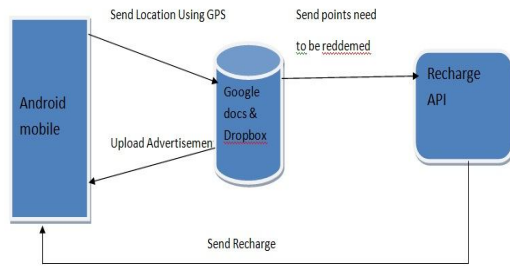 Send Location Using GPS
Send points need
to be reddemed
Android
mobile
Google
docs &
Dropbox
Recharge
API
Upload Advertisemen
Send Recharge